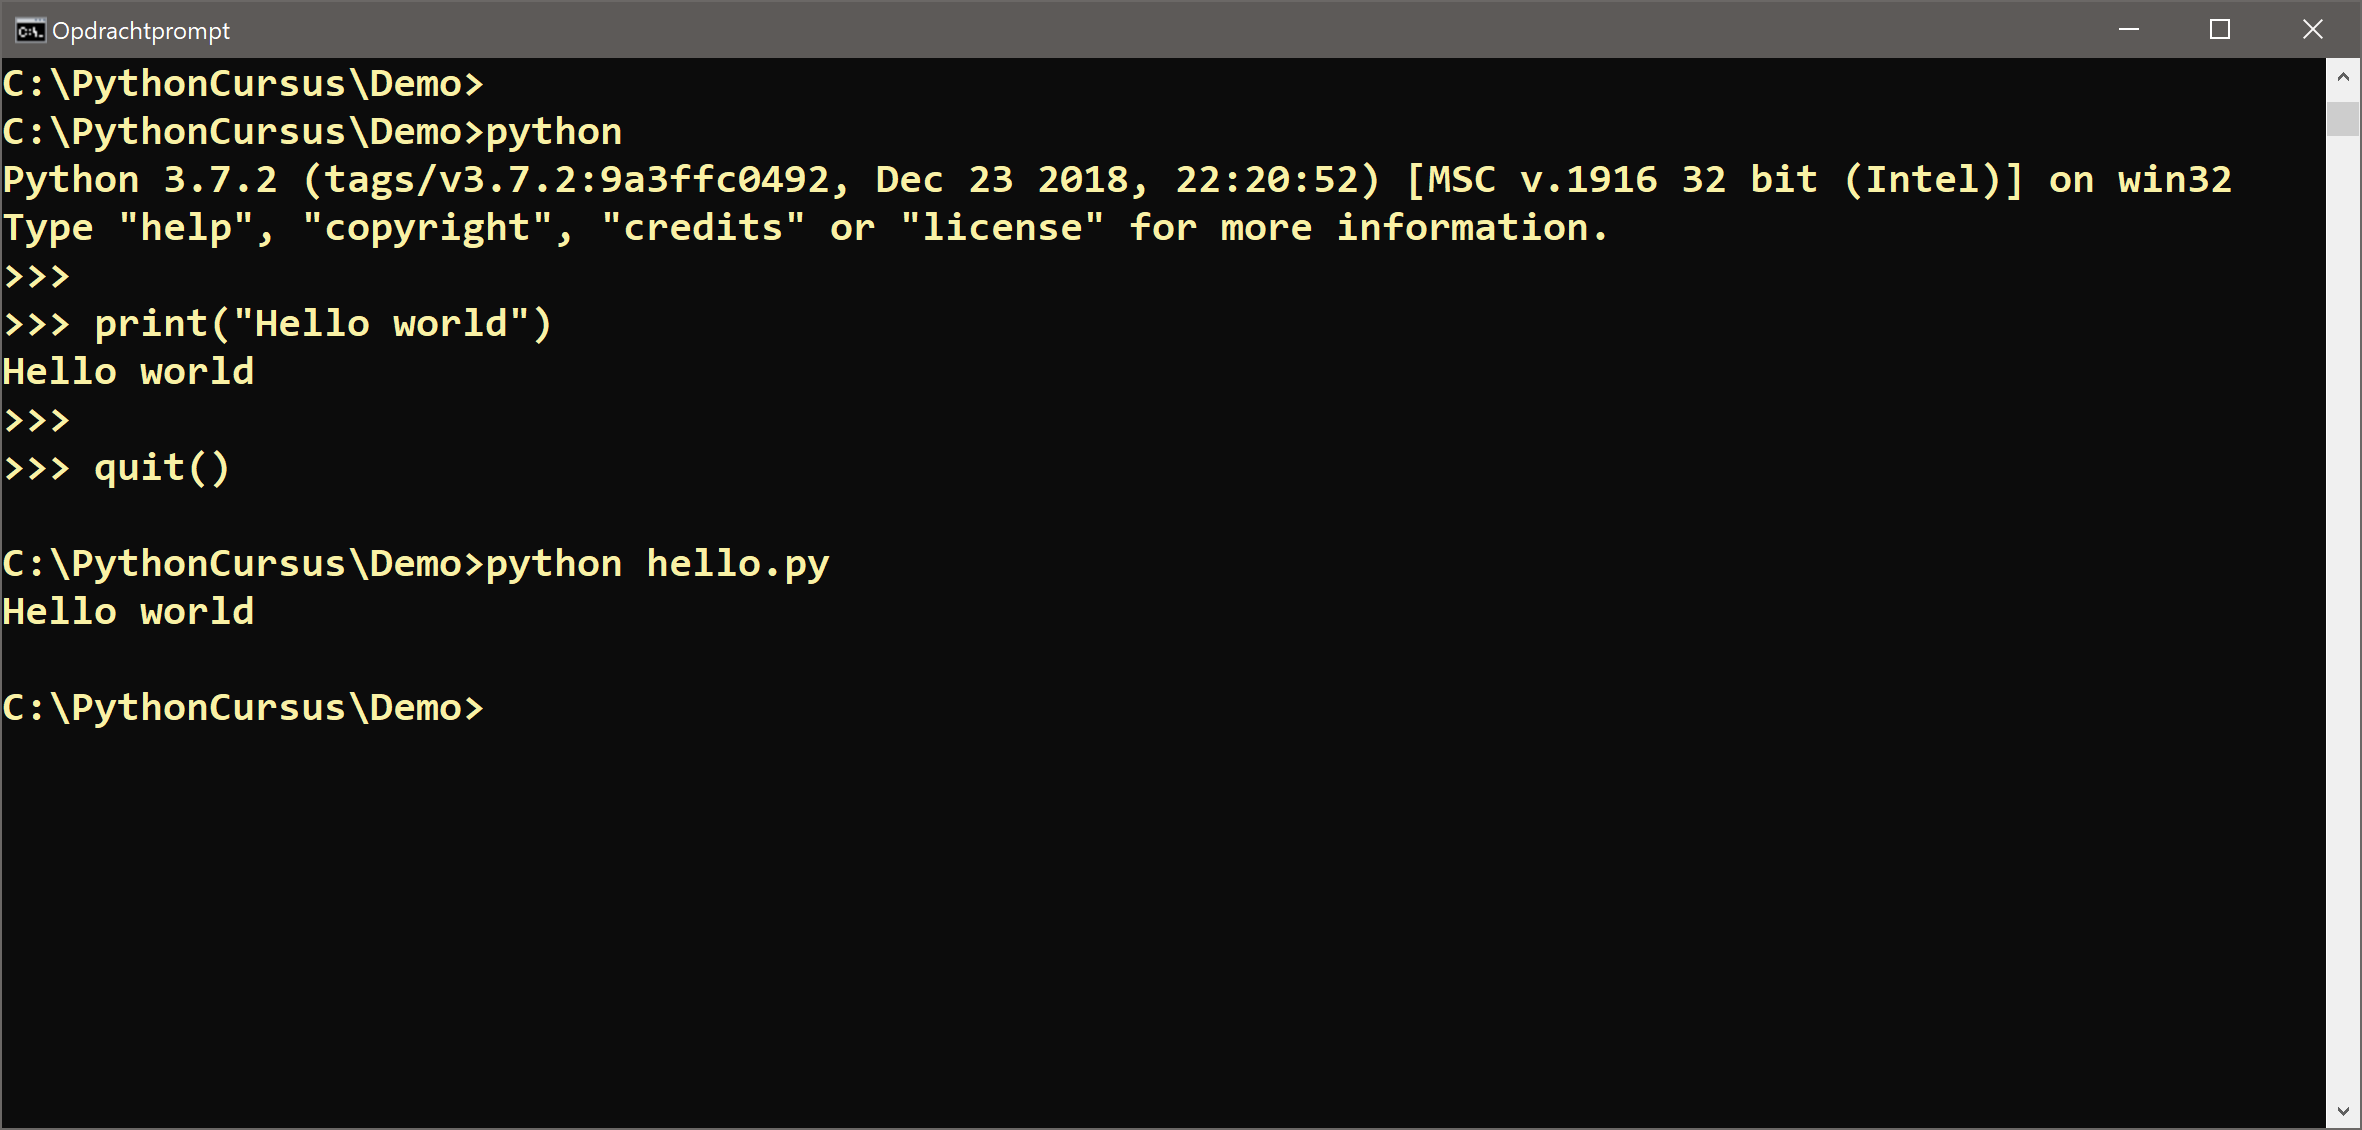 Opdrachtprompt
C:\PythonCursus\Demo>
C:\PythonCursus\Demo>python
Python 3.7.2 (tags/v3.7.2:9a3ffc0492, Dec 23 2018, 22:20:52) [MSC v.1916 32 bit (Intel)] on win32
Type "help", "copyright", "credits" or "license" for more information.
>>>
>>> print("Hello world")
Hello world
>>>
>>> quit()
C:\PythonCursus\Demo>python hello.py
Hello world
C:\PythonCursus\Demo>